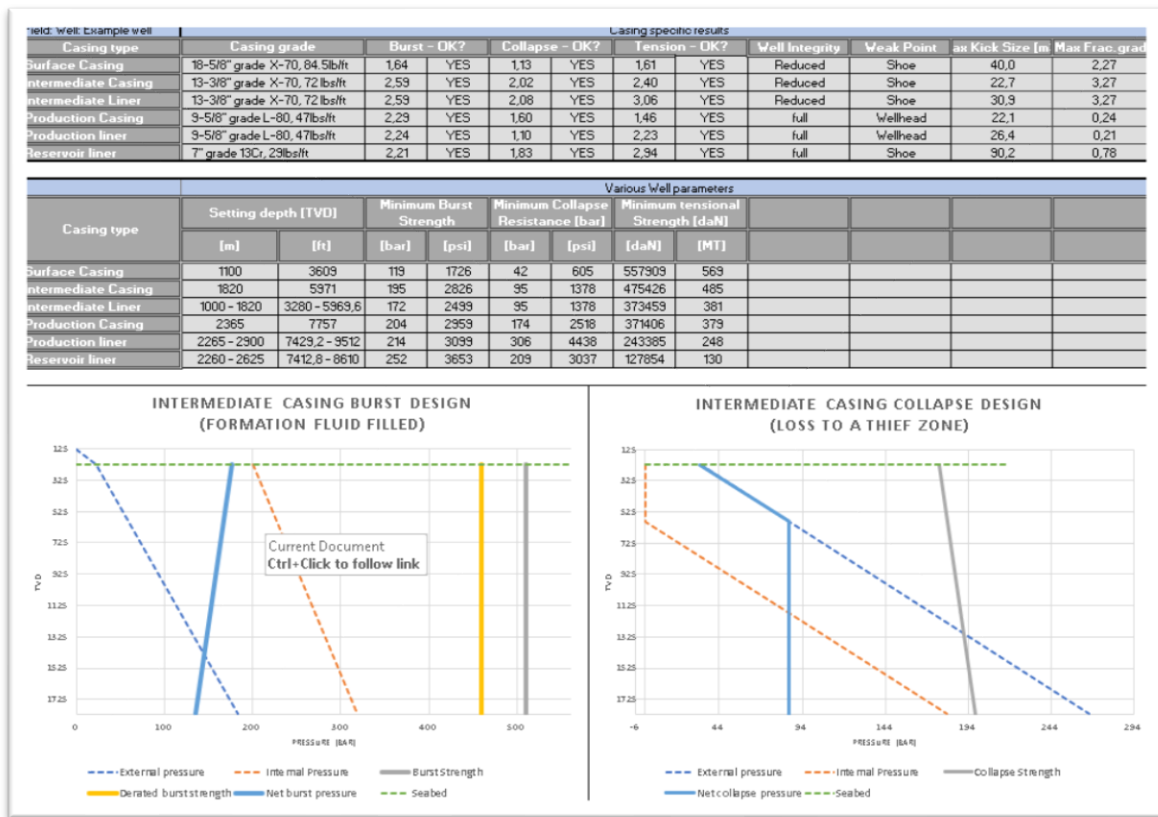 ield: Well: Example well Casing specific results
Casing type Casing grade Burst - OK? Collapse - OK? Tension - OK? Well Integrity Weak Point ax Kick Size [m Max Frac.grad
Surface Casing 18-5/8" grade X-70, 84.5lb/ft 1,64 YES 1,13 YES 1,61 YES Reduced Shoe 40,0 2,27
ntermediate Casing 13-3/8" grade X-70, 72 lbs/ft 2,59 YES 2,02 YES 2,40 YES Reduced Shoe 22,7 3,27
ntermediate Liner 13-3/8" grade X-70, 72 lbs/ft 2,59 YES 2,08 YES 3,06 YES Reduced Shoe 30,9 3,27
Production Casing 9-5/8" grade L-80, 47lbs/ft 2,29 YES 1,60 YES 1,46 YES full Wellhead 22,1 0,24
Production liner 9-5/8" grade L-80, 47lbs/ft 2,24 YES 1,10 YES 2,23 YES full Wellhead 26,4 0,21
Reservoir liner 7" grade 13Cr, 29lbs/ft 2,21 YES 1,83 YES 2,94 YES full Shoe 90,2 0,78
Various Well parameters
Casing type Setting depth [TVD] Minimum Burst Strength Minimum Collapse Resistance [bar] Minimum tensional Strength [daN]
[m] [ft] [bar] [psi] [bar] [psi] [daN] [MT]
Surface Casing 1100 3609 119 1726 42 605 557909 569
ntermediate Casing 1820 5971 195 2826 95 1378 475426 485
ntermediate Liner 1000 - 1820 3280 - 5969,6 172 2499 95 1378 373459 381
Production Casing 2365 7757 204 2959 174 2518 371406 379
Production liner 2265 - 2900 7429,2 - 9512 214 3099 306 4438 243385 248
Reservoir liner 2260 - 2625 7412,8 - 8610 252 3653 209 3037 127854 130
INTERMEDIATE CASING BURST DESIGN
(FORMATION FLUID FILLED)
125
325
525
725
925
1125
1325
1525
1725
TVD
Current Document
Ctrl+Click to follow link
0 100 200 300 400 500
PRESSURE [BAR]
External pressure Internal Pressure Burst Strength
Derated burst strength Net burst pressure Seabed
INTERMEDIATE CASING COLLAPSE DESIGN
(LOSS TO A THIEF ZONE)
125
325
525
725
925
1125
1325
1525
1725
TVD
-6 44 94 144 194 244 294
PRESSURE [BAR]
External pressure Internal Pressure Collapse Strength
Net collapse pressure Seabed